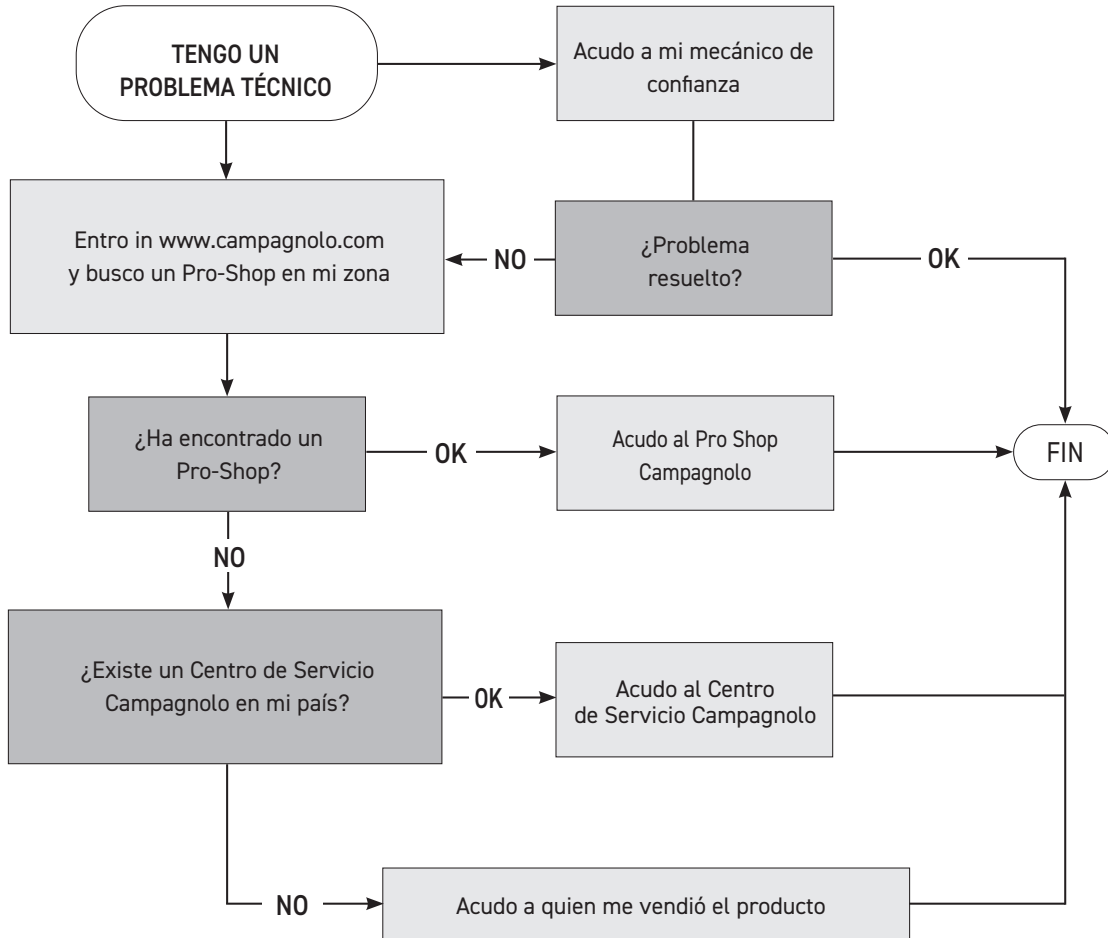 TENGO UN
PROBLEMA TÉCNICO
Acudo a mi mecánico de
confianza
Entro in www.campagnolo.com
y busco un Pro-Shop en mi zona
NO
¿Problema
resuelto?
OK
¿Ha encontrado un
Pro-Shop?
OK
Acudo al Pro Shop
Campagnolo
FIN
NO
¿Existe un Centro de Servicio
Campagnolo en mi país?
OK
Acudo al Centro
de Servicio Campagnolo
NO
Acudo a quien me vendió el producto